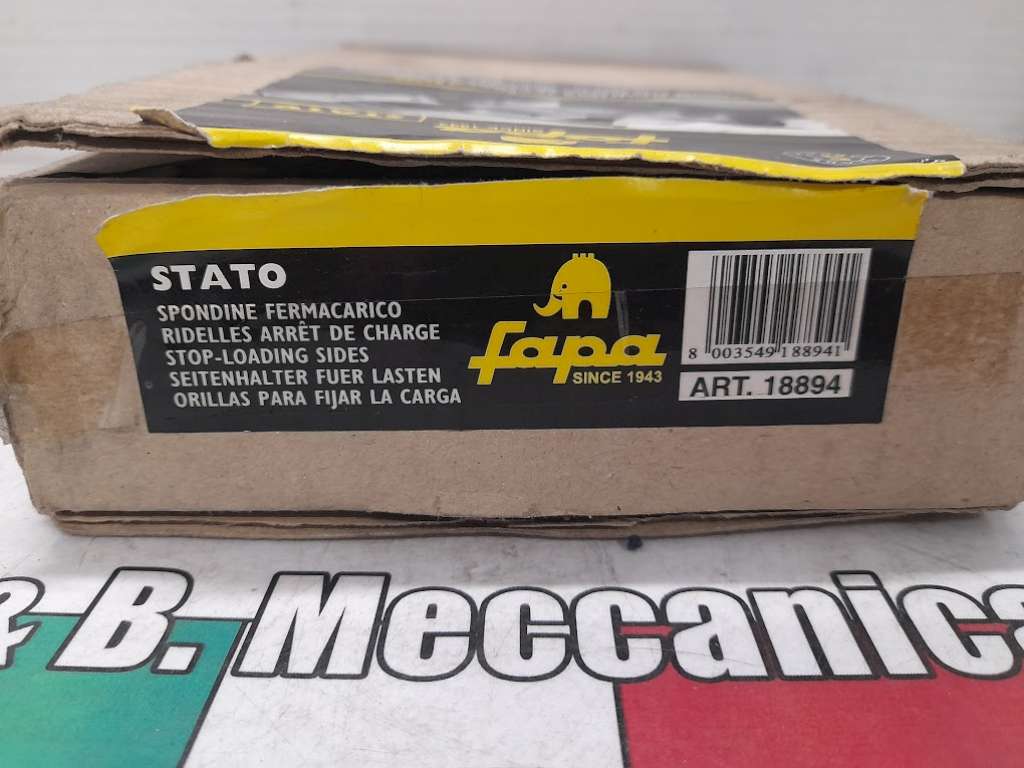 STATO
SPONDINE FERMACARICO
RIDELLES ARRÊT DE CHARGE
STOP-LOADING SIDES
SEITENHALTER FUER LASTEN
ORILLAS PARA FIJAR LA CARGA
fapa
SINCE 1943
8 003549 188941
ART. 18894
& B. Meccanica